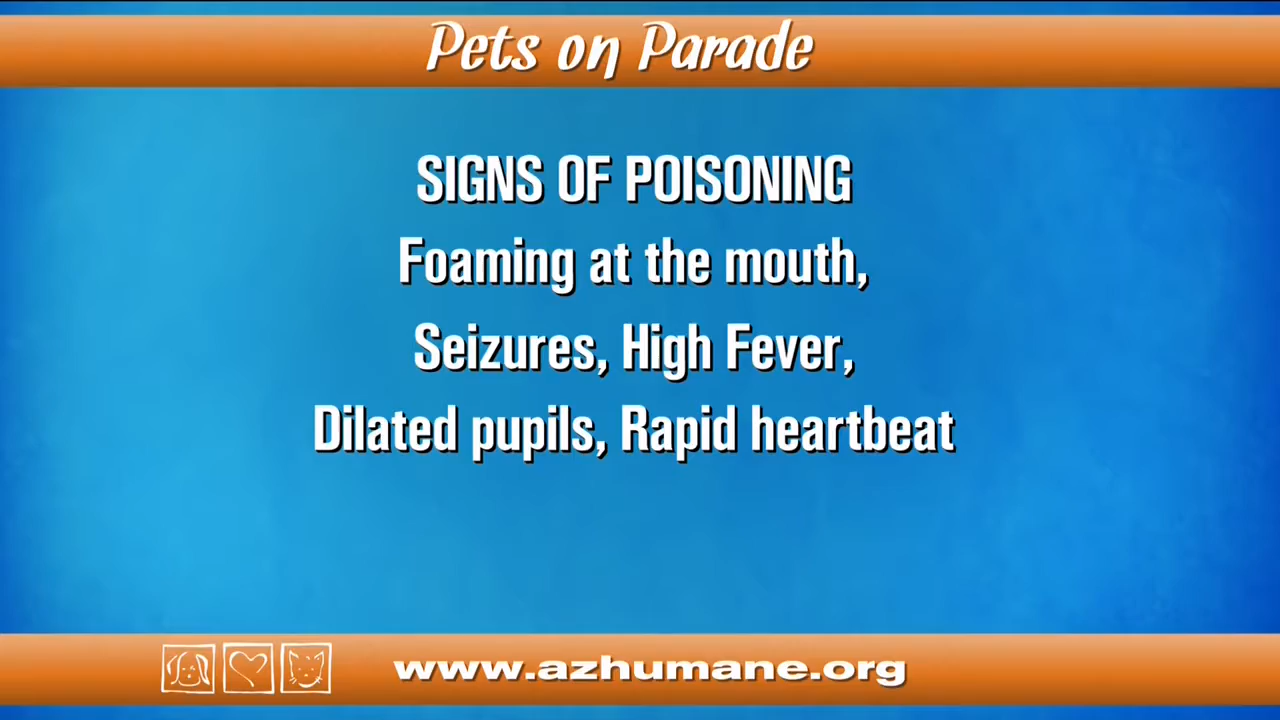 Pets on Parade
SIGNS OF POISONING
Foaming at the mouth,
Seizures, High Fever,
Dilated pupils, Rapid heartbeat
www.azhumane.org